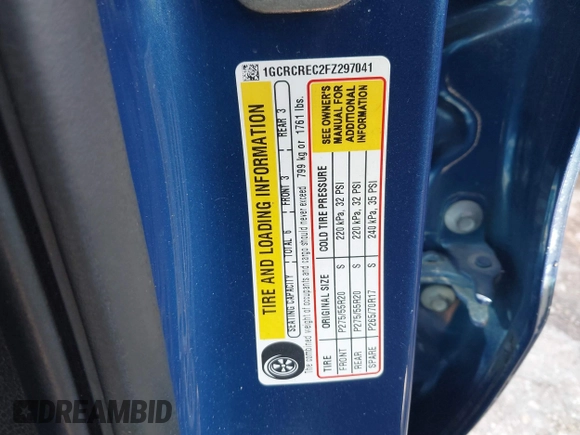 1GCRCREC2FZ297041
TIRE AND LOADING INFORMATION
SEATING CAPACITY TOTAL 6 FRONT 3 REAR 3
The combined weight of occupants and cargo should never exceed 799 kg or 1761 lbs.
TIRE ORIGINAL SIZE COLD TIRE PRESSURE
FRONT P275/55R20 S 220 kPa, 32 PSI
REAR P275/55R20 S 220 kPa, 32 PSI
SPARE P265/70R17 S 240 kPa, 35 PSI
SEE OWNER'S
MANUAL FOR
ADDITIONAL
INFORMATION
DREAMBID